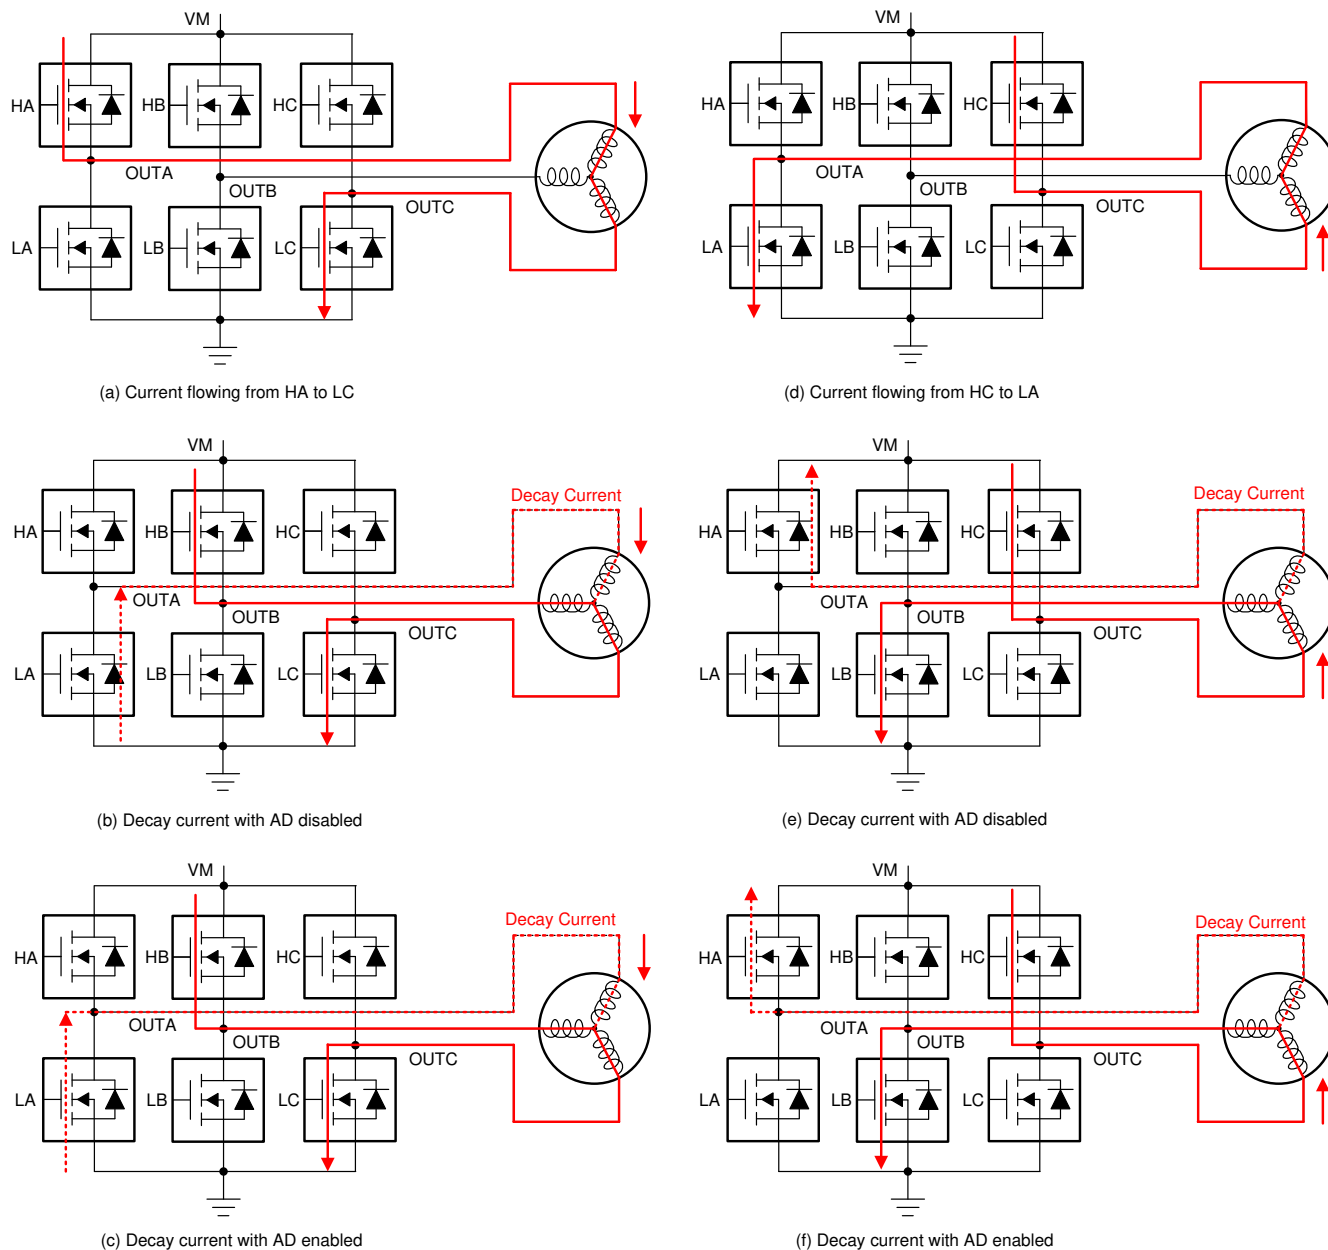 VM
HA
HB
HC
OUTA
OUTB
OUTC
LA
LB
LC
(a) Current flowing from HA to LC
VM
HA
HB
HC
OUTA
OUTB
OUTC
LA
LB
LC
(d) Current flowing from HC to LA
VM
Decay Current
HA
HB
HC
OUTA
OUTB
OUTC
LA
LB
LC
(b) Decay current with AD disabled
VM
Decay Current
HA
HB
HC
OUTA
OUTB
OUTC
LA
LB
LC
(e) Decay current with AD disabled
VM
Decay Current
HA
HB
HC
OUTA
OUTB
OUTC
LA
LB
LC
(c) Decay current with AD enabled
VM
Decay Current
HA
HB
HC
OUTA
OUTB
OUTC
LA
LB
LC
(f) Decay current with AD enabled